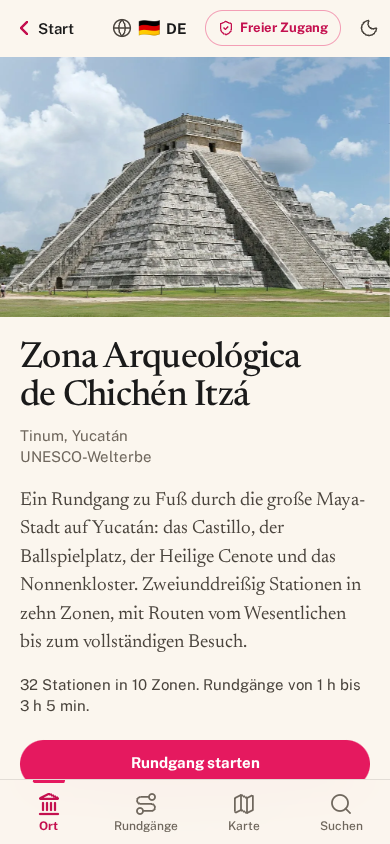 Start
DE
Freier Zugang
Zona Arqueológica
de Chichén Itzá
Tinum, Yucatán
UNESCO-Welterbe
Ein Rundgang zu Fuß durch die große Maya-
Stadt auf Yucatán: das Castillo, der
Ballspielplatz, der Heilige Cenote und das
Nonnenkloster. Zweiunddreißig Stationen in
zehn Zonen, mit Routen vom Wesentlichen
bis zum vollständigen Besuch.
32 Stationen in 10 Zonen. Rundgänge von 1 h bis
3 h 5 min.
Rundgang starten
Ort
Rundgänge
Karte
Suchen